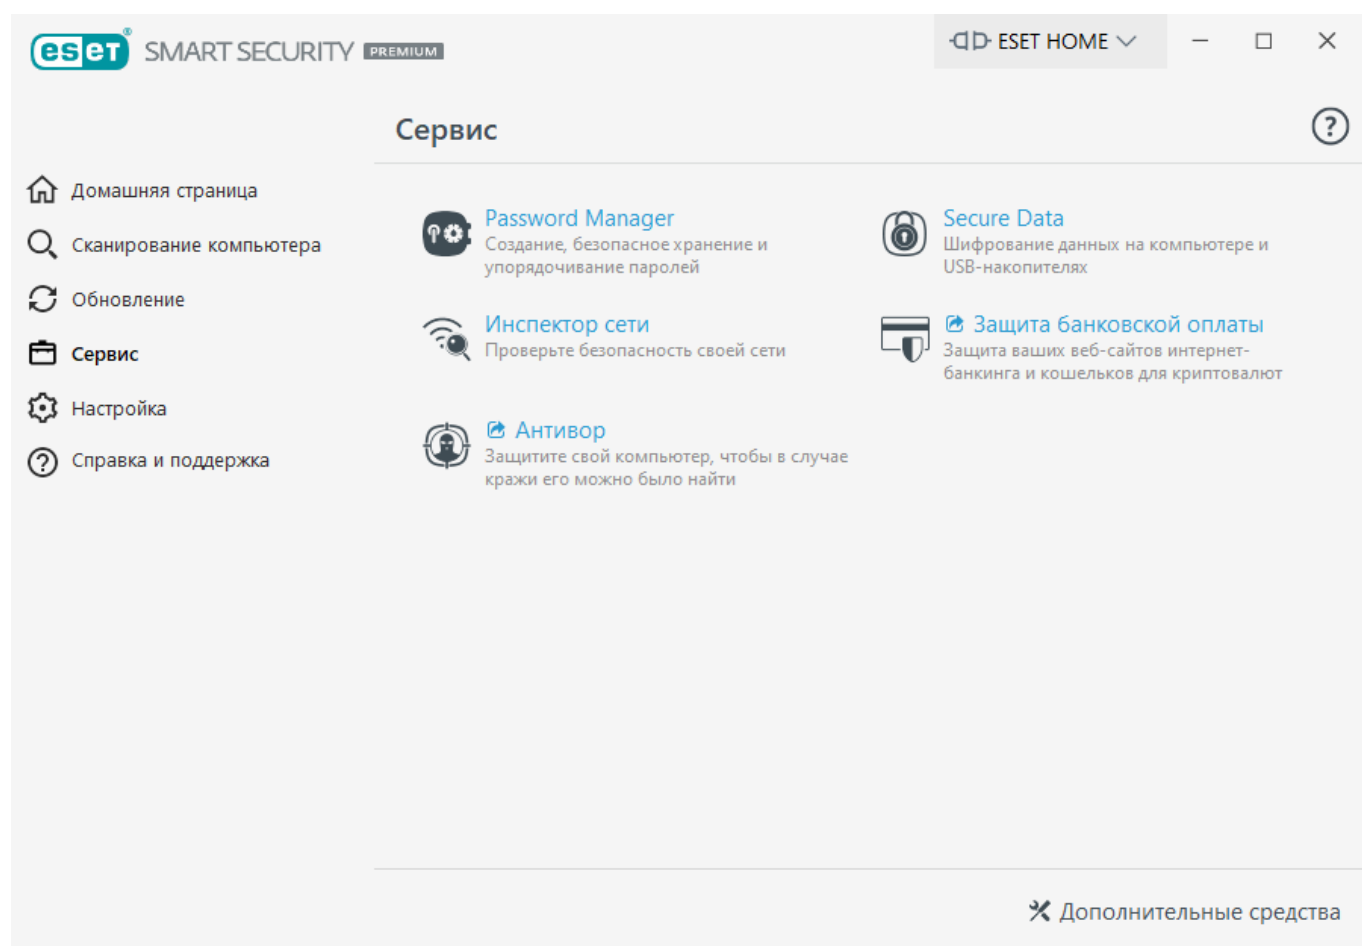 eset® SMART SECURITY PREMIUM
ESET HOME
Сервис
Домашняя страница
Сканирование компьютера
Обновление
Сервис
Настройка
Справка и поддержка
Password Manager
Создание, безопасное хранение и
упорядочивание паролей
Secure Data
Шифрование данных на компьютере и
USB-накопителях
Инспектор сети
Проверьте безопасность своей сети
Защита банковской оплаты
Защита ваших веб-сайтов интернет-
банкинга и кошельков для криптовалют
Антивор
Защитите свой компьютер, чтобы в случае
кражи его можно было найти
Дополнительные средства